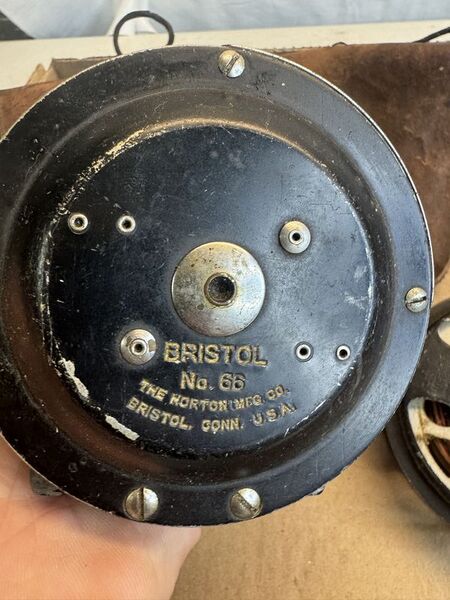 BRISTOL
No. 66
THE HORTON MFG. CO.
BRISTOL, CONN. U.S.A.